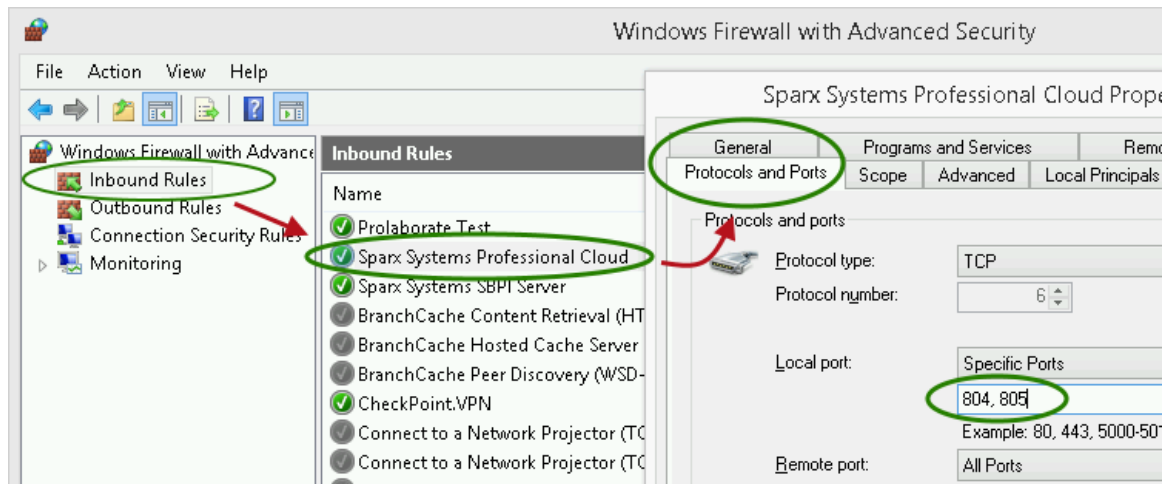 Windows Firewall with Advanced Security
File Action View Help
Windows Firewall with Advance
Inbound Rules
Outbound Rules
Connection Security Rules
Monitoring
Inbound Rules
Name
Prolaborate Test
Sparx Systems Professional Cloud
Sparx Systems SBPI Server
BranchCache Content Retrieval (HT
BranchCache Hosted Cache Server
BranchCache Peer Discovery (WSD-
CheckPoint.VPN
Connect to a Network Projector (TC
Connect to a Network Projector (TC
Sparx Systems Professional Cloud Prope
General Programs and Services Remo
Protocols and Ports Scope Advanced Local Principals
Protocols and ports
Protocol type: TCP
Protocol number: 6
Local port: Specific Ports
804, 805
Example: 80, 443, 5000-501
Remote port: All Ports